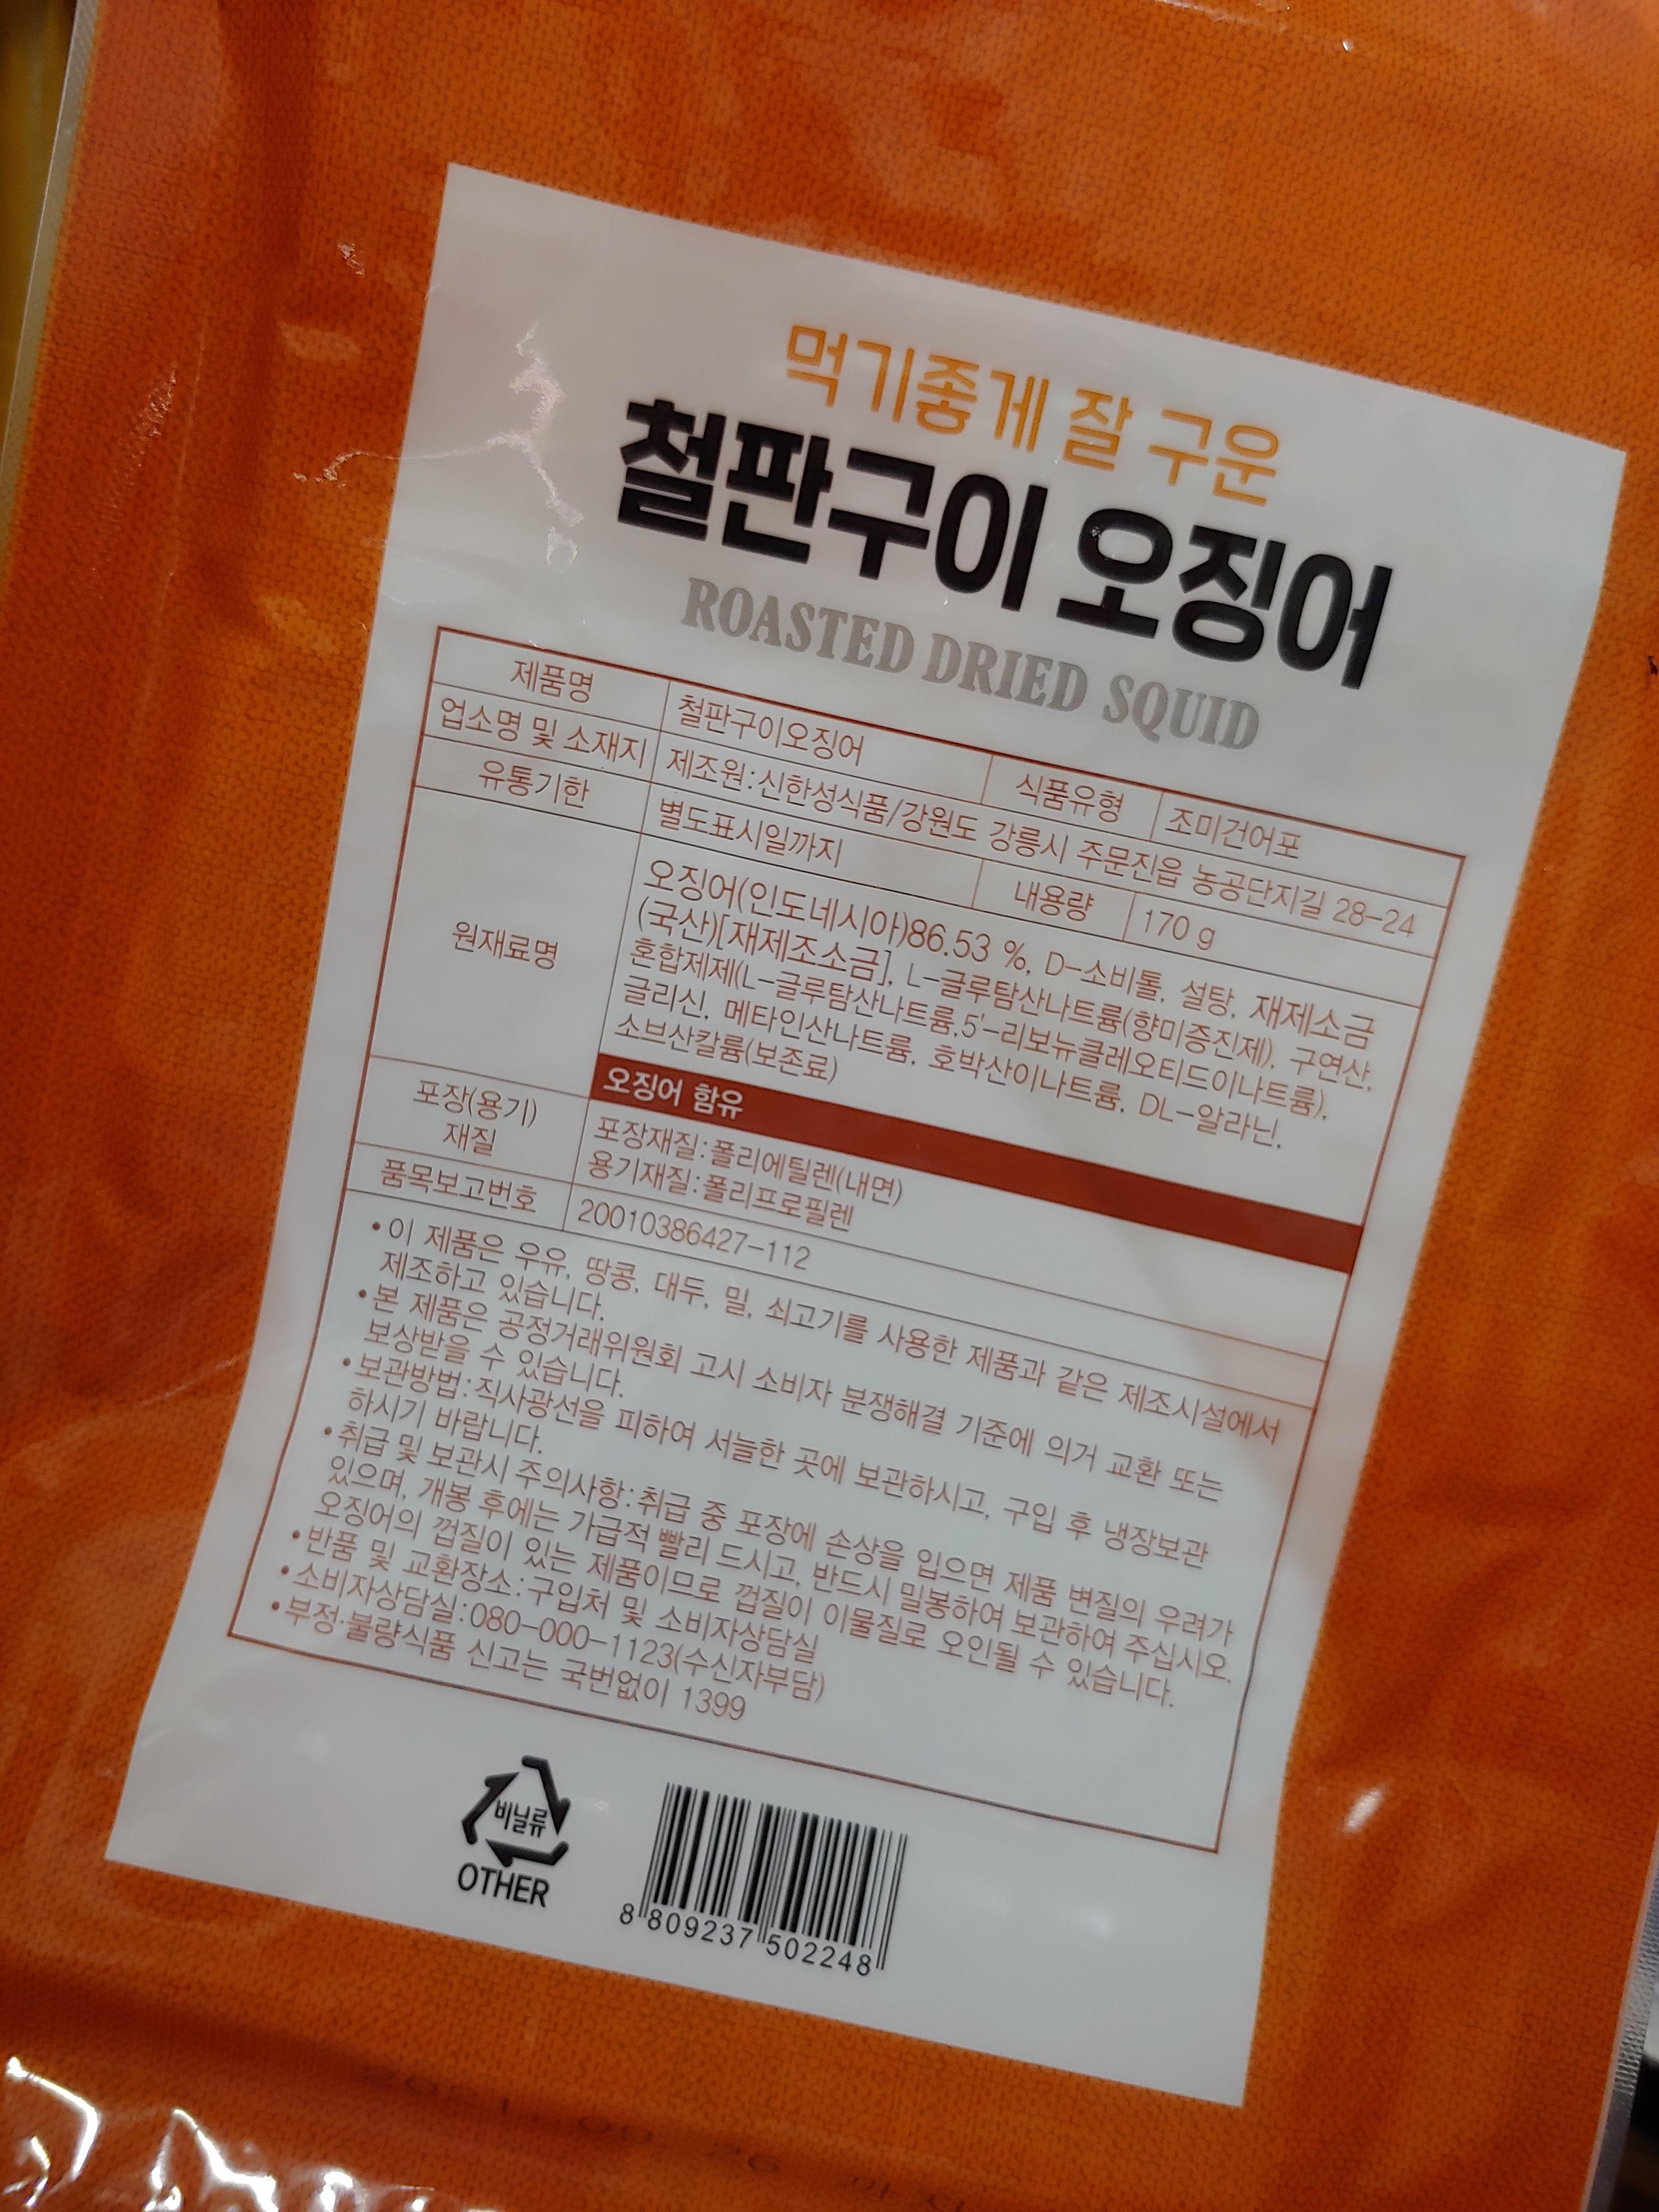 먹기좋게 잘 구운
철판구이 오징어
ROASTED DRIED SQUID
제품명 철판구이오징어 식품유형 조미건어포
업소명 및 소재지 제조원:신한성식품/강원도 강릉시 주문진읍 농공단지길 28-24
유통기한 별도표시일까지 내용량 170 g
원재료명
오징어(인도네시아)86.53 %, D-소비톨, 설탕, 재제소금
(국산)[재제조소금], L-글루탐산나트륨(향미증진제), 구연산,
혼합제제(L-글루탐산나트륨,5'-리보뉴클레오티드이나트륨),
글리신, 메타인산나트륨, 호박산이나트륨, DL-알라닌,
소브산칼륨(보존료)
오징어 함유
포장(용기)
재질
포장재질:폴리에틸렌(내면)
용기재질:폴리프로필렌
품목보고번호 20010386427-112
•이 제품은 우유, 땅콩, 대두, 밀, 쇠고기를 사용한 제품과 같은 제조시설에서
제조하고 있습니다.
•본 제품은 공정거래위원회 고시 소비자 분쟁해결 기준에 의거 교환 또는
보상받을 수 있습니다.
•보관방법:직사광선을 피하여 서늘한 곳에 보관하시고, 구입 후 냉장보관
하시기 바랍니다.
•취급 및 보관시 주의사항:취급 중 포장에 손상을 입으면 제품 변질의 우려가
있으며, 개봉 후에는 가급적 빨리 드시고, 반드시 밀봉하여 보관하여 주십시오.
오징어의 껍질이 있는 제품이므로 껍질이 이물질로 오인될 수 있습니다.
•반품 및 교환장소:구입처 및 소비자상담실
•소비자상담실:080-000-1123(수신자부담)
•부정·불량식품 신고는 국번없이 1399
비닐류
OTHER
8 809237 502248